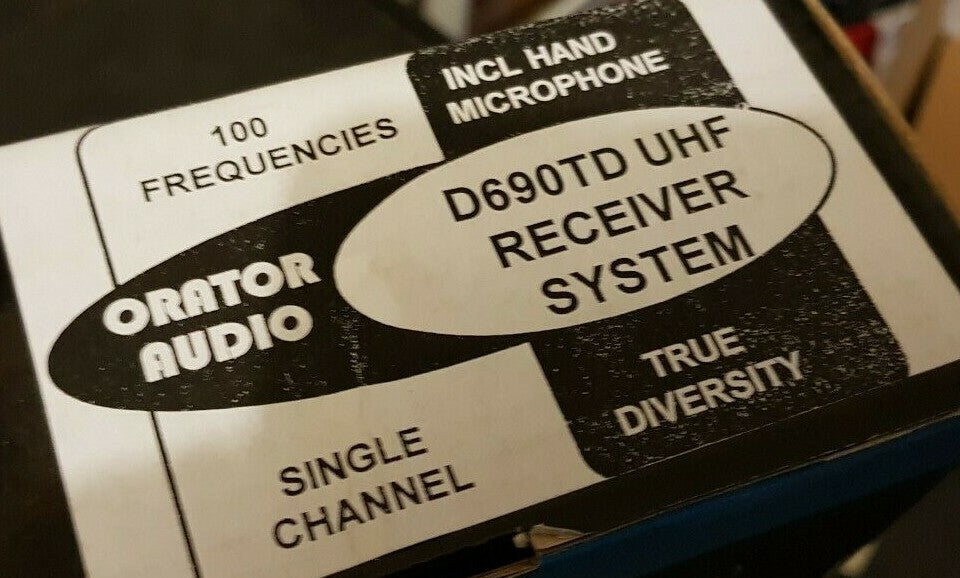 100
FREQUENCIES
INCL HAND
MICROPHONE
ORATOR
AUDIO
D690TD UHF
RECEIVER
SYSTEM
SINGLE
CHANNEL
TRUE
DIVERSITY